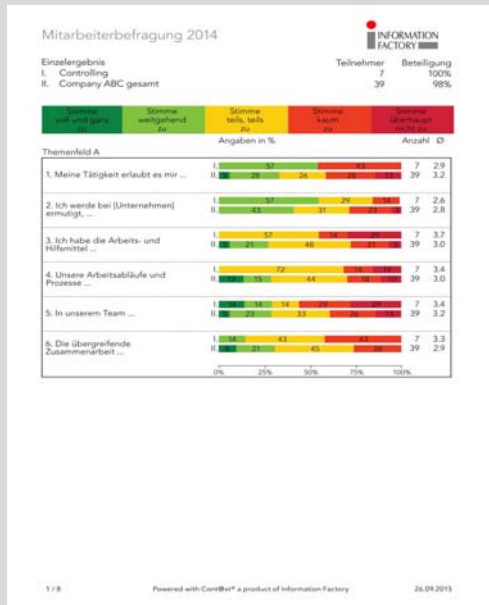 Mitarbeiterbefragung 2014
INFORMATION
FACTORY
Einzelergebnis Teilnehmer Beteiligung
I. Controlling 7 100%
II. Company ABC gesamt 39 98%
Stimme voll und ganz zu
Stimme weitgehend zu
Stimme teils, teils zu
Stimme kaum zu
Stimme überhaupt nicht zu
Angaben in % Anzahl Ø
Themenfeld A
I. 57 43 7 2.9
1. Meine Tätigkeit erlaubt es mir ...
II. 28 26 28 39 3.2
I. 57 29 14 7 2.6
2. Ich werde bei [Unternehmen]
ermutigt, ...
II. 43 31 23 39 2.8
I. 57 14 29 7 3.7
3. Ich habe die Arbeits- und
Hilfsmittel ...
II. 21 48 21 39 3.0
I. 72 14 14 7 3.4
4. Unsere Arbeitsabläufe und
Prozesse ...
II. 15 44 18 39 3.0
I. 14 14 14 29 29 7 3.4
5. In unserem Team ...
II. 23 33 26 39 3.2
I. 14 43 43 7 3.3
6. Die übergreifende
Zusammenarbeit ...
II. 21 45 26 39 2.9
0% 25% 50% 75% 100%
1 / 8 Powered with Cont@xt® a product of Information Factory 26.09.2013